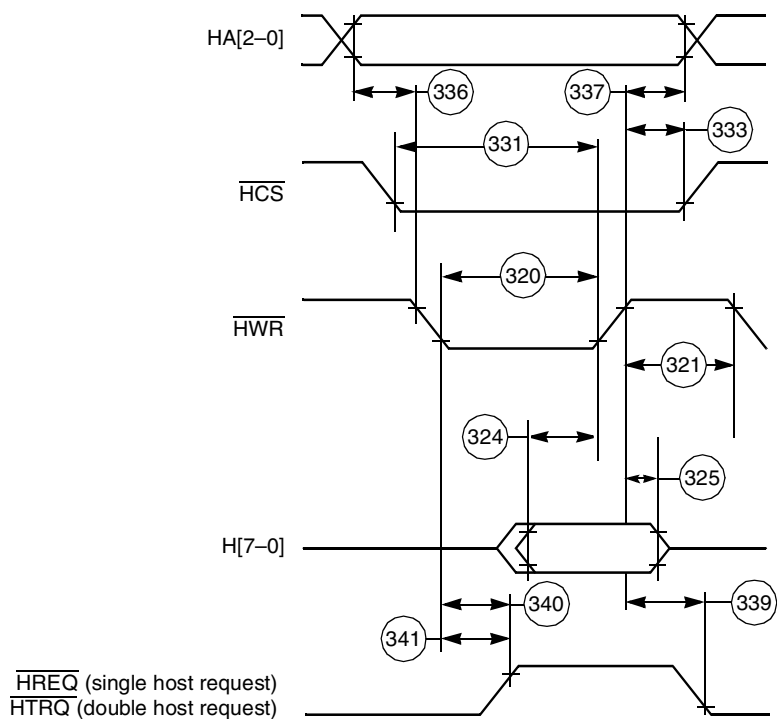 HA[2–0]
336
337
333
331
HCS
320
HWR
321
324
325
H[7–0]
340
339
341
HREQ (single host request)
HTRQ (double host request)